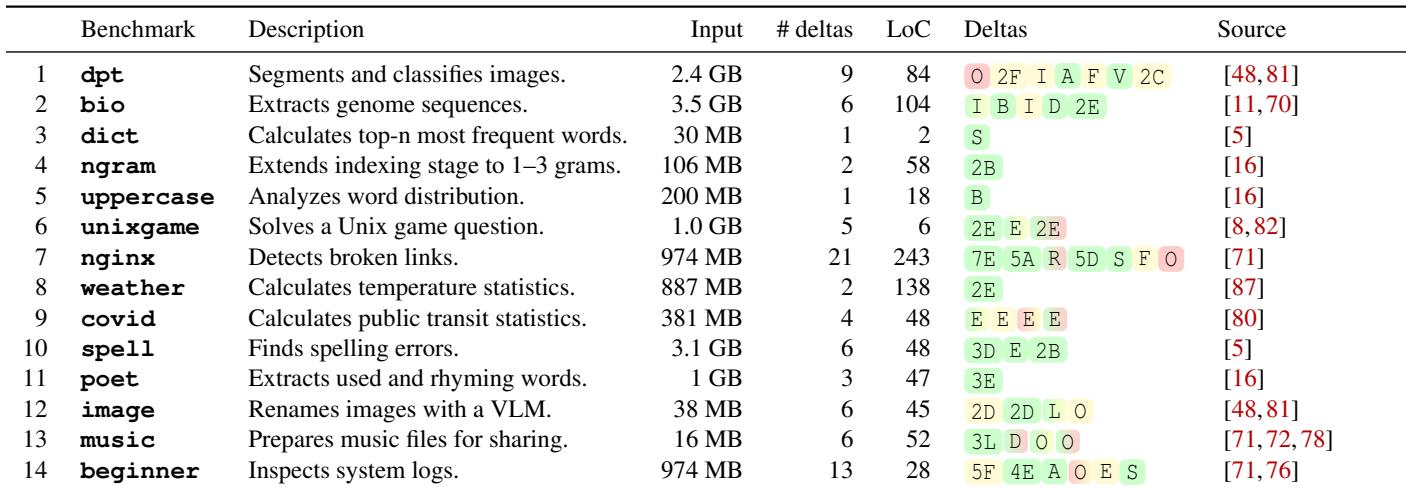 Benchmark Description Input # deltas LoC Deltas Source
1 dpt Segments and classifies images. 2.4 GB 9 84 O 2F I A F V 2C [48,81]
2 bio Extracts genome sequences. 3.5 GB 6 104 I B I D 2E [11,70]
3 dict Calculates top-n most frequent words. 30 MB 1 2 S [5]
4 ngram Extends indexing stage to 1–3 grams. 106 MB 2 58 2B [16]
5 uppercase Analyzes word distribution. 200 MB 1 18 B [16]
6 unixgame Solves a Unix game question. 1.0 GB 5 6 2E E 2E [8,82]
7 nginx Detects broken links. 974 MB 21 243 7E 5A R 5D S F O [71]
8 weather Calculates temperature statistics. 887 MB 2 138 2E [87]
9 covid Calculates public transit statistics. 381 MB 4 48 E E E E [80]
10 spell Finds spelling errors. 3.1 GB 6 48 3D E 2B [5]
11 poet Extracts used and rhyming words. 1 GB 3 47 3E [16]
12 image Renames images with a VLM. 38 MB 6 45 2D 2D L O [48,81]
13 music Prepares music files for sharing. 16 MB 6 52 3L D O O [71,72,78]
14 beginner Inspects system logs. 974 MB 13 28 5F 4E A O E S [71,76]